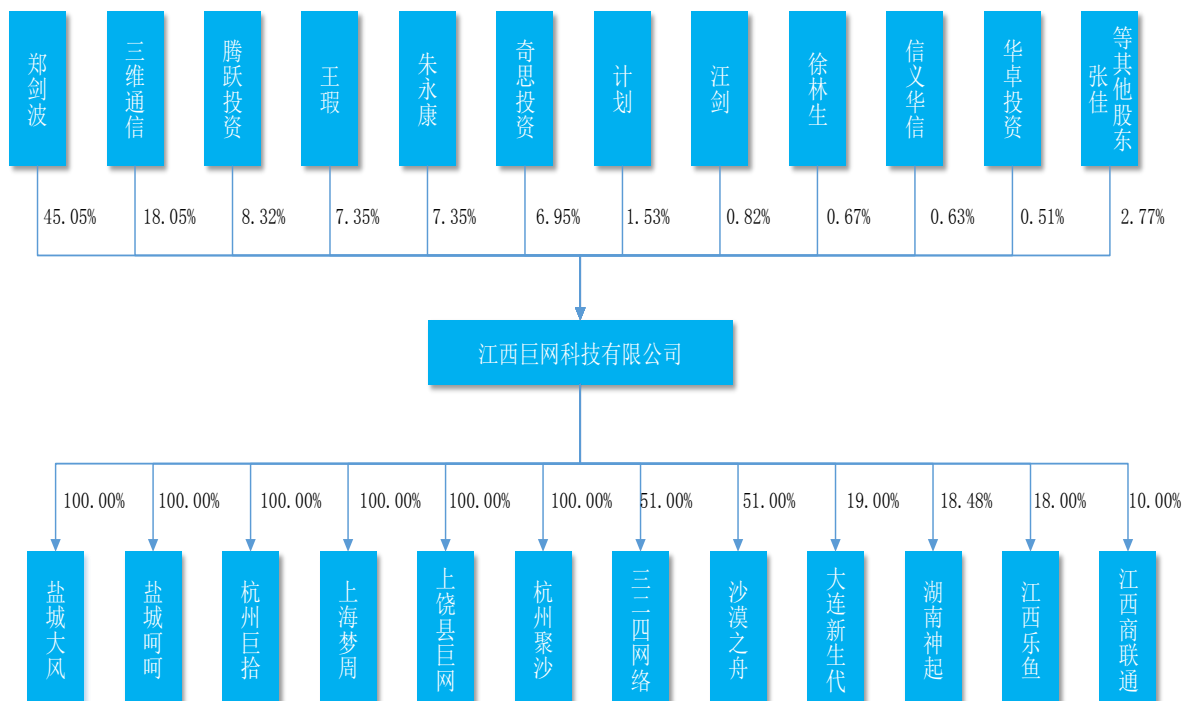 郑剑波
三维通信
腾跃投资
王瑕
朱永康
奇思投资
计划
汪剑
徐林生
信义华信
华卓投资
张佳
等其他股东
45.05%
18.05%
8.32%
7.35%
7.35%
6.95%
1.53%
0.82%
0.67%
0.63%
0.51%
2.77%
江西巨网科技有限公司
100.00%
100.00%
100.00%
100.00%
100.00%
100.00%
51.00%
51.00%
19.00%
18.48%
18.00%
10.00%
盐城大风
盐城呵呵
杭州巨拾
上海梦周
上饶县巨网
杭州聚沙
三二四网络
沙漠之舟
大连新生代
湖南神起
江西乐鱼
江西商联通